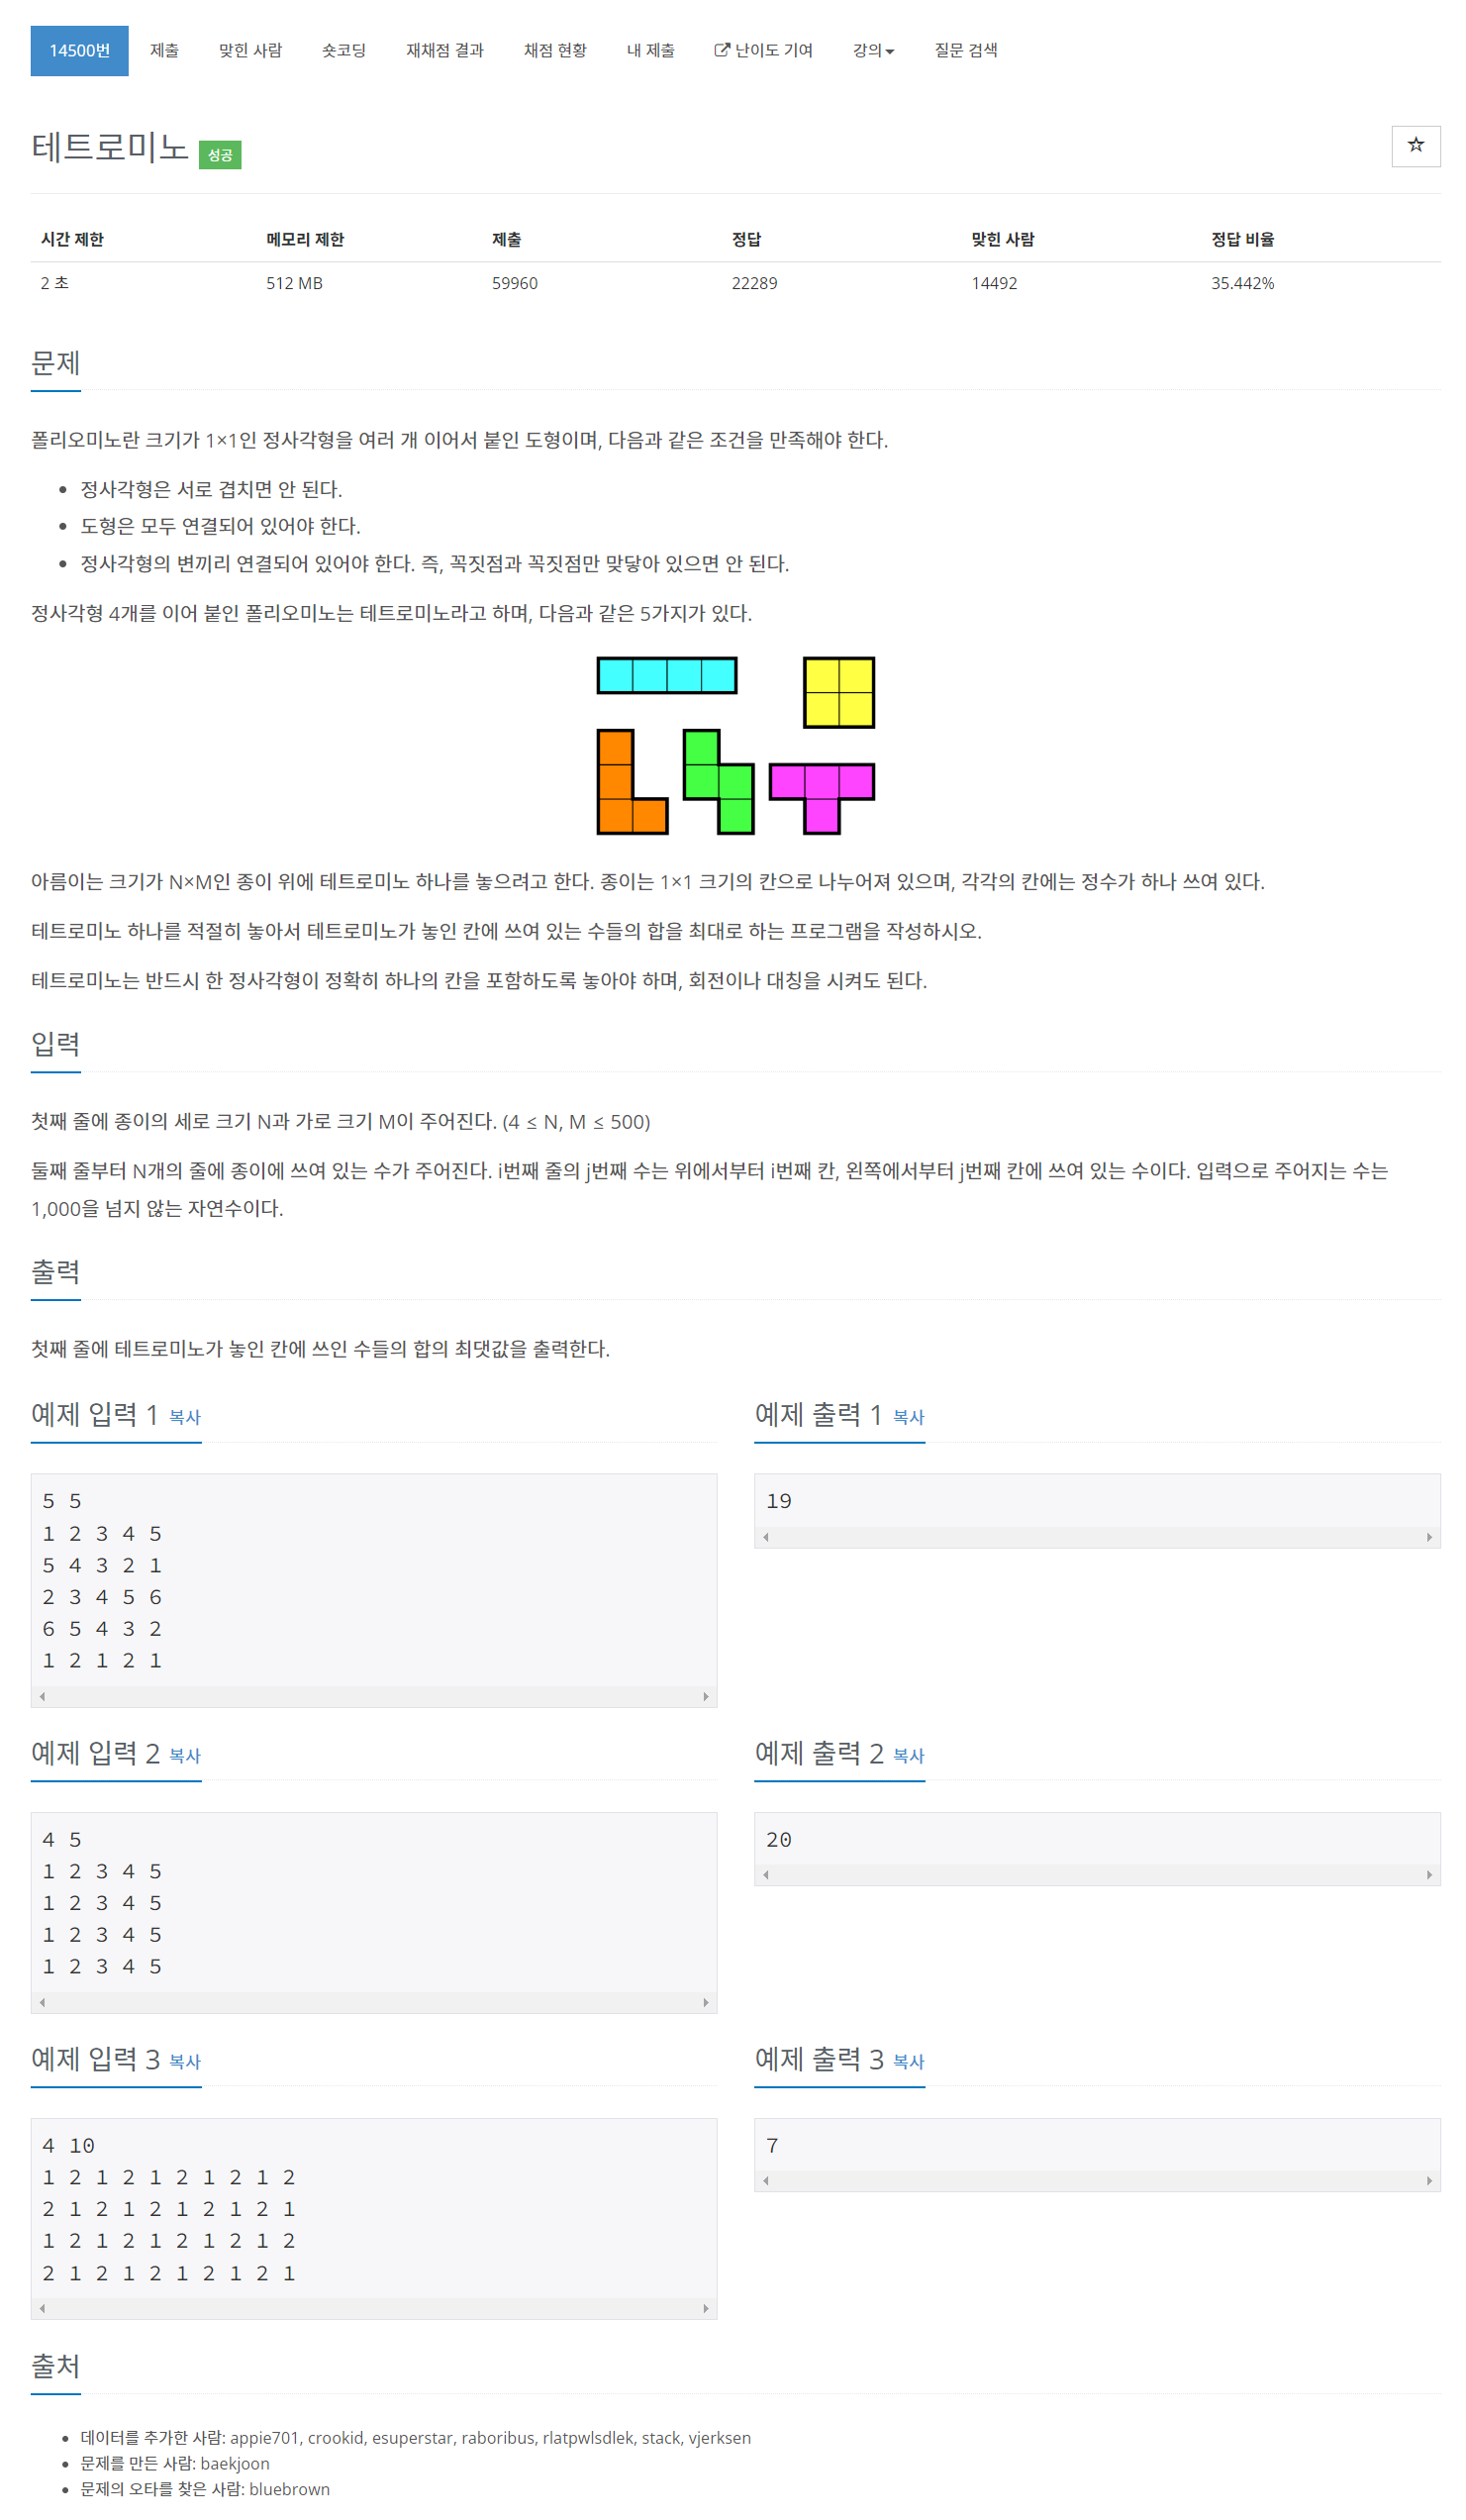 14500번 제출 맞힌 사람 숏코딩 재채점 결과 채점 현황 내 제출 난이도 기여 강의 질문 검색
테트로미노 성공
시간 제한 메모리 제한 제출 정답 맞힌 사람 정답 비율
2 초 512 MB 59960 22289 14492 35.442%
문제
폴리오미노란 크기가 1×1인 정사각형을 여러 개 이어서 붙인 도형이며, 다음과 같은 조건을 만족해야 한다.
정사각형은 서로 겹치면 안 된다.
도형은 모두 연결되어 있어야 한다.
정사각형의 변끼리 연결되어 있어야 한다. 즉, 꼭짓점과 꼭짓점만 맞닿아 있으면 안 된다.
정사각형 4개를 이어 붙인 폴리오미노는 테트로미노라고 하며, 다음과 같은 5가지가 있다.
아름이는 크기가 N×M인 종이 위에 테트로미노 하나를 놓으려고 한다. 종이는 1×1 크기의 칸으로 나누어져 있으며, 각각의 칸에는 정수가 하나 쓰여 있다.
테트로미노 하나를 적절히 놓아서 테트로미노가 놓인 칸에 쓰여 있는 수들의 합을 최대로 하는 프로그램을 작성하시오.
테트로미노는 반드시 한 정사각형이 정확히 하나의 칸을 포함하도록 놓아야 하며, 회전이나 대칭을 시켜도 된다.
입력
첫째 줄에 종이의 세로 크기 N과 가로 크기 M이 주어진다. (4 ≤ N, M ≤ 500)
둘째 줄부터 N개의 줄에 종이에 쓰여 있는 수가 주어진다. i번째 줄의 j번째 수는 위에서부터 i번째 칸, 왼쪽에서부터 j번째 칸에 쓰여 있는 수이다. 입력으로 주어지는 수는
1,000을 넘지 않는 자연수이다.
출력
첫째 줄에 테트로미노가 놓인 칸에 쓰인 수들의 합의 최댓값을 출력한다.
예제 입력 1 복사
5 5
1 2 3 4 5
5 4 3 2 1
2 3 4 5 6
6 5 4 3 2
1 2 1 2 1
예제 출력 1 복사
19
예제 입력 2 복사
4 5
1 2 3 4 5
1 2 3 4 5
1 2 3 4 5
1 2 3 4 5
예제 출력 2 복사
20
예제 입력 3 복사
4 10
1 2 1 2 1 2 1 2 1 2
2 1 2 1 2 1 2 1 2 1
1 2 1 2 1 2 1 2 1 2
2 1 2 1 2 1 2 1 2 1
예제 출력 3 복사
7
출처
데이터를 추가한 사람: appie701, crookid, esuperstar, raboribus, rlatpwlsdlek, stack, vjerksen
문제를 만든 사람: baekjoon
문제의 오타를 찾은 사람: bluebrown